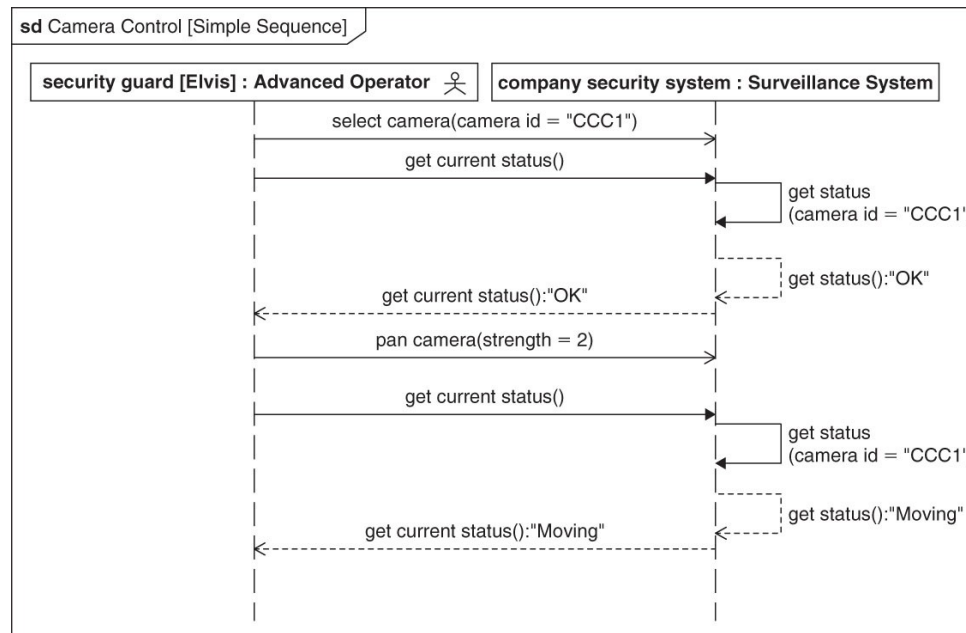 sd Camera Control [Simple Sequence]
security guard [Elvis] : Advanced Operator
company security system : Surveillance System
select camera(camera id = "CCC1")
get current status()
get status
(camera id = "CCC1"
get status():"OK"
get current status():"OK"
pan camera(strength = 2)
get current status()
get status
(camera id = "CCC1"
get status():"Moving"
get current status():"Moving"